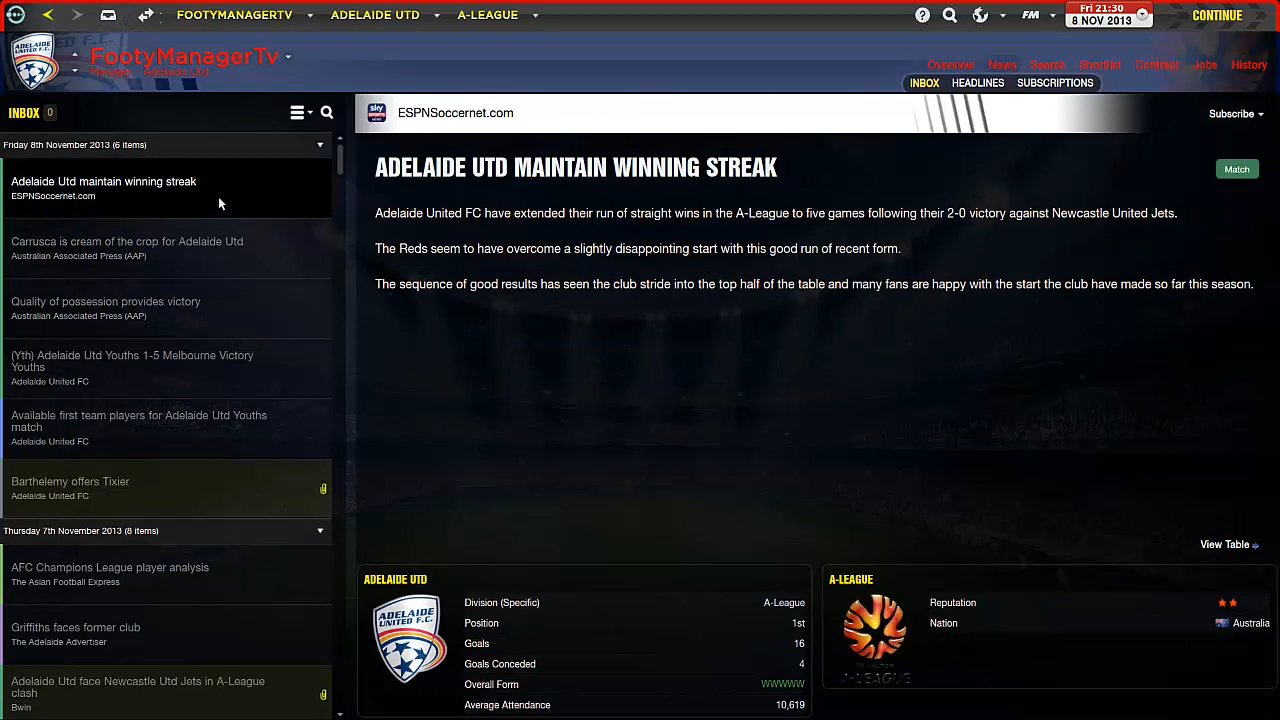 FOOTYMANAGERTV ADELAIDE UTD A-LEAGUE FM Fri 21:30 8 NOV 2013 CONTINUE
FootyManagerTv
Manager - Adelaide Utd
Overview News Search Shortlist Contract Jobs History
INBOX HEADLINES SUBSCRIPTIONS
INBOX 0
Friday 8th November 2013 (6 items)
Adelaide Utd maintain winning streak
ESPNSoccernet.com
Carrusca is cream of the crop for Adelaide Utd
Australian Associated Press (AAP)
Quality of possession provides victory
Australian Associated Press (AAP)
(Yth) Adelaide Utd Youths 1-5 Melbourne Victory
Youths
Adelaide United FC
Available first team players for Adelaide Utd Youths
match
Adelaide United FC
Barthelemy offers Tixier
Adelaide United FC
Thursday 7th November 2013 (8 items)
AFC Champions League player analysis
The Asian Football Express
Griffiths faces former club
The Adelaide Advertiser
Adelaide Utd face Newcastle Utd Jets in A-League
clash
Bwin
sky SPORTS NEWS ESPNSoccernet.com Subscribe
ADELAIDE UTD MAINTAIN WINNING STREAK Match
Adelaide United FC have extended their run of straight wins in the A-League to five games following their 2-0 victory against Newcastle United Jets.
The Reds seem to have overcome a slightly disappointing start with this good run of recent form.
The sequence of good results has seen the club stride into the top half of the table and many fans are happy with the start the club have made so far this season.
View Table
ADELAIDE UTD
ADELAIDE UNITED F.C.
Division (Specific) A-League
Position 1st
Goals 16
Goals Conceded 4
Overall Form WWWWW
Average Attendance 10,619
A-LEAGUE
A-LEAGUE
Reputation
Nation Australia